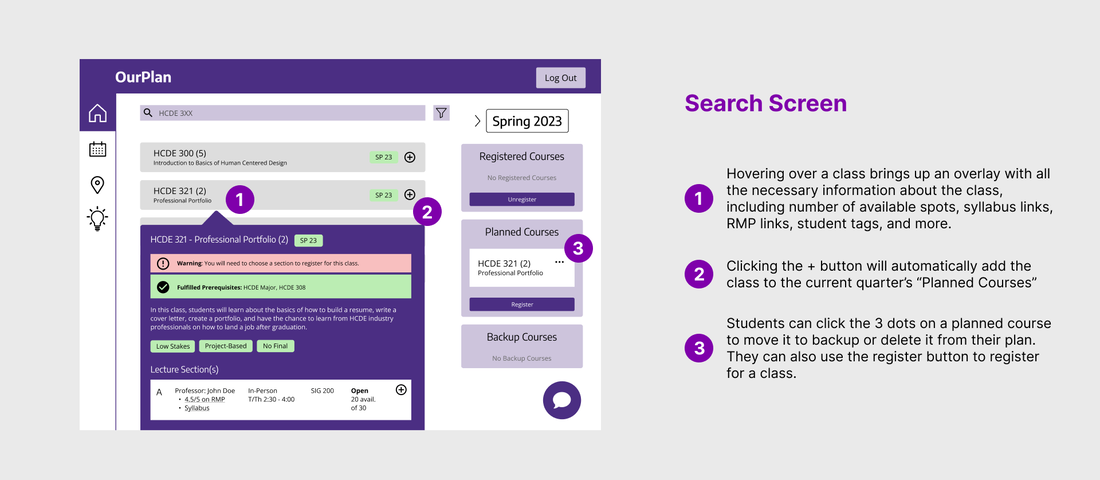 OurPlan
Log Out
HCDE 3XX
Spring 2023
HCDE 300 (5)
Introduction to Basics of Human Centered Design
SP 23
HCDE 321 (2)
Professional Portfolio
SP 23
1
2
HCDE 321 - Professional Portfolio (2)
SP 23
Warning: You will need to choose a section to register for this class.
Fulfilled Prerequisites: HCDE Major, HCDE 308
In this class, students will learn about the basics of how to build a resume, write a
cover letter, create a portfolio, and have the chance to learn from HCDE industry
professionals on how to land a job after graduation.
Low Stakes
Project-Based
No Final
Lecture Section(s)
A
Professor: John Doe
• 4.5/5 on RMP
• Syllabus
In-Person
T/Th 2:30 - 4:00
SIG 200
Open
20 avail.
of 30
Registered Courses
No Registered Courses
Unregister
Planned Courses
3
HCDE 321 (2)
Professional Portfolio
Register
Backup Courses
No Backup Courses
Search Screen
1
Hovering over a class brings up an overlay with all
the necessary information about the class,
including number of available spots, syllabus links,
RMP links, student tags, and more.
2
Clicking the + button will automatically add the
class to the current quarter’s “Planned Courses”
3
Students can click the 3 dots on a planned course
to move it to backup or delete it from their plan.
They can also use the register button to register
for a class.